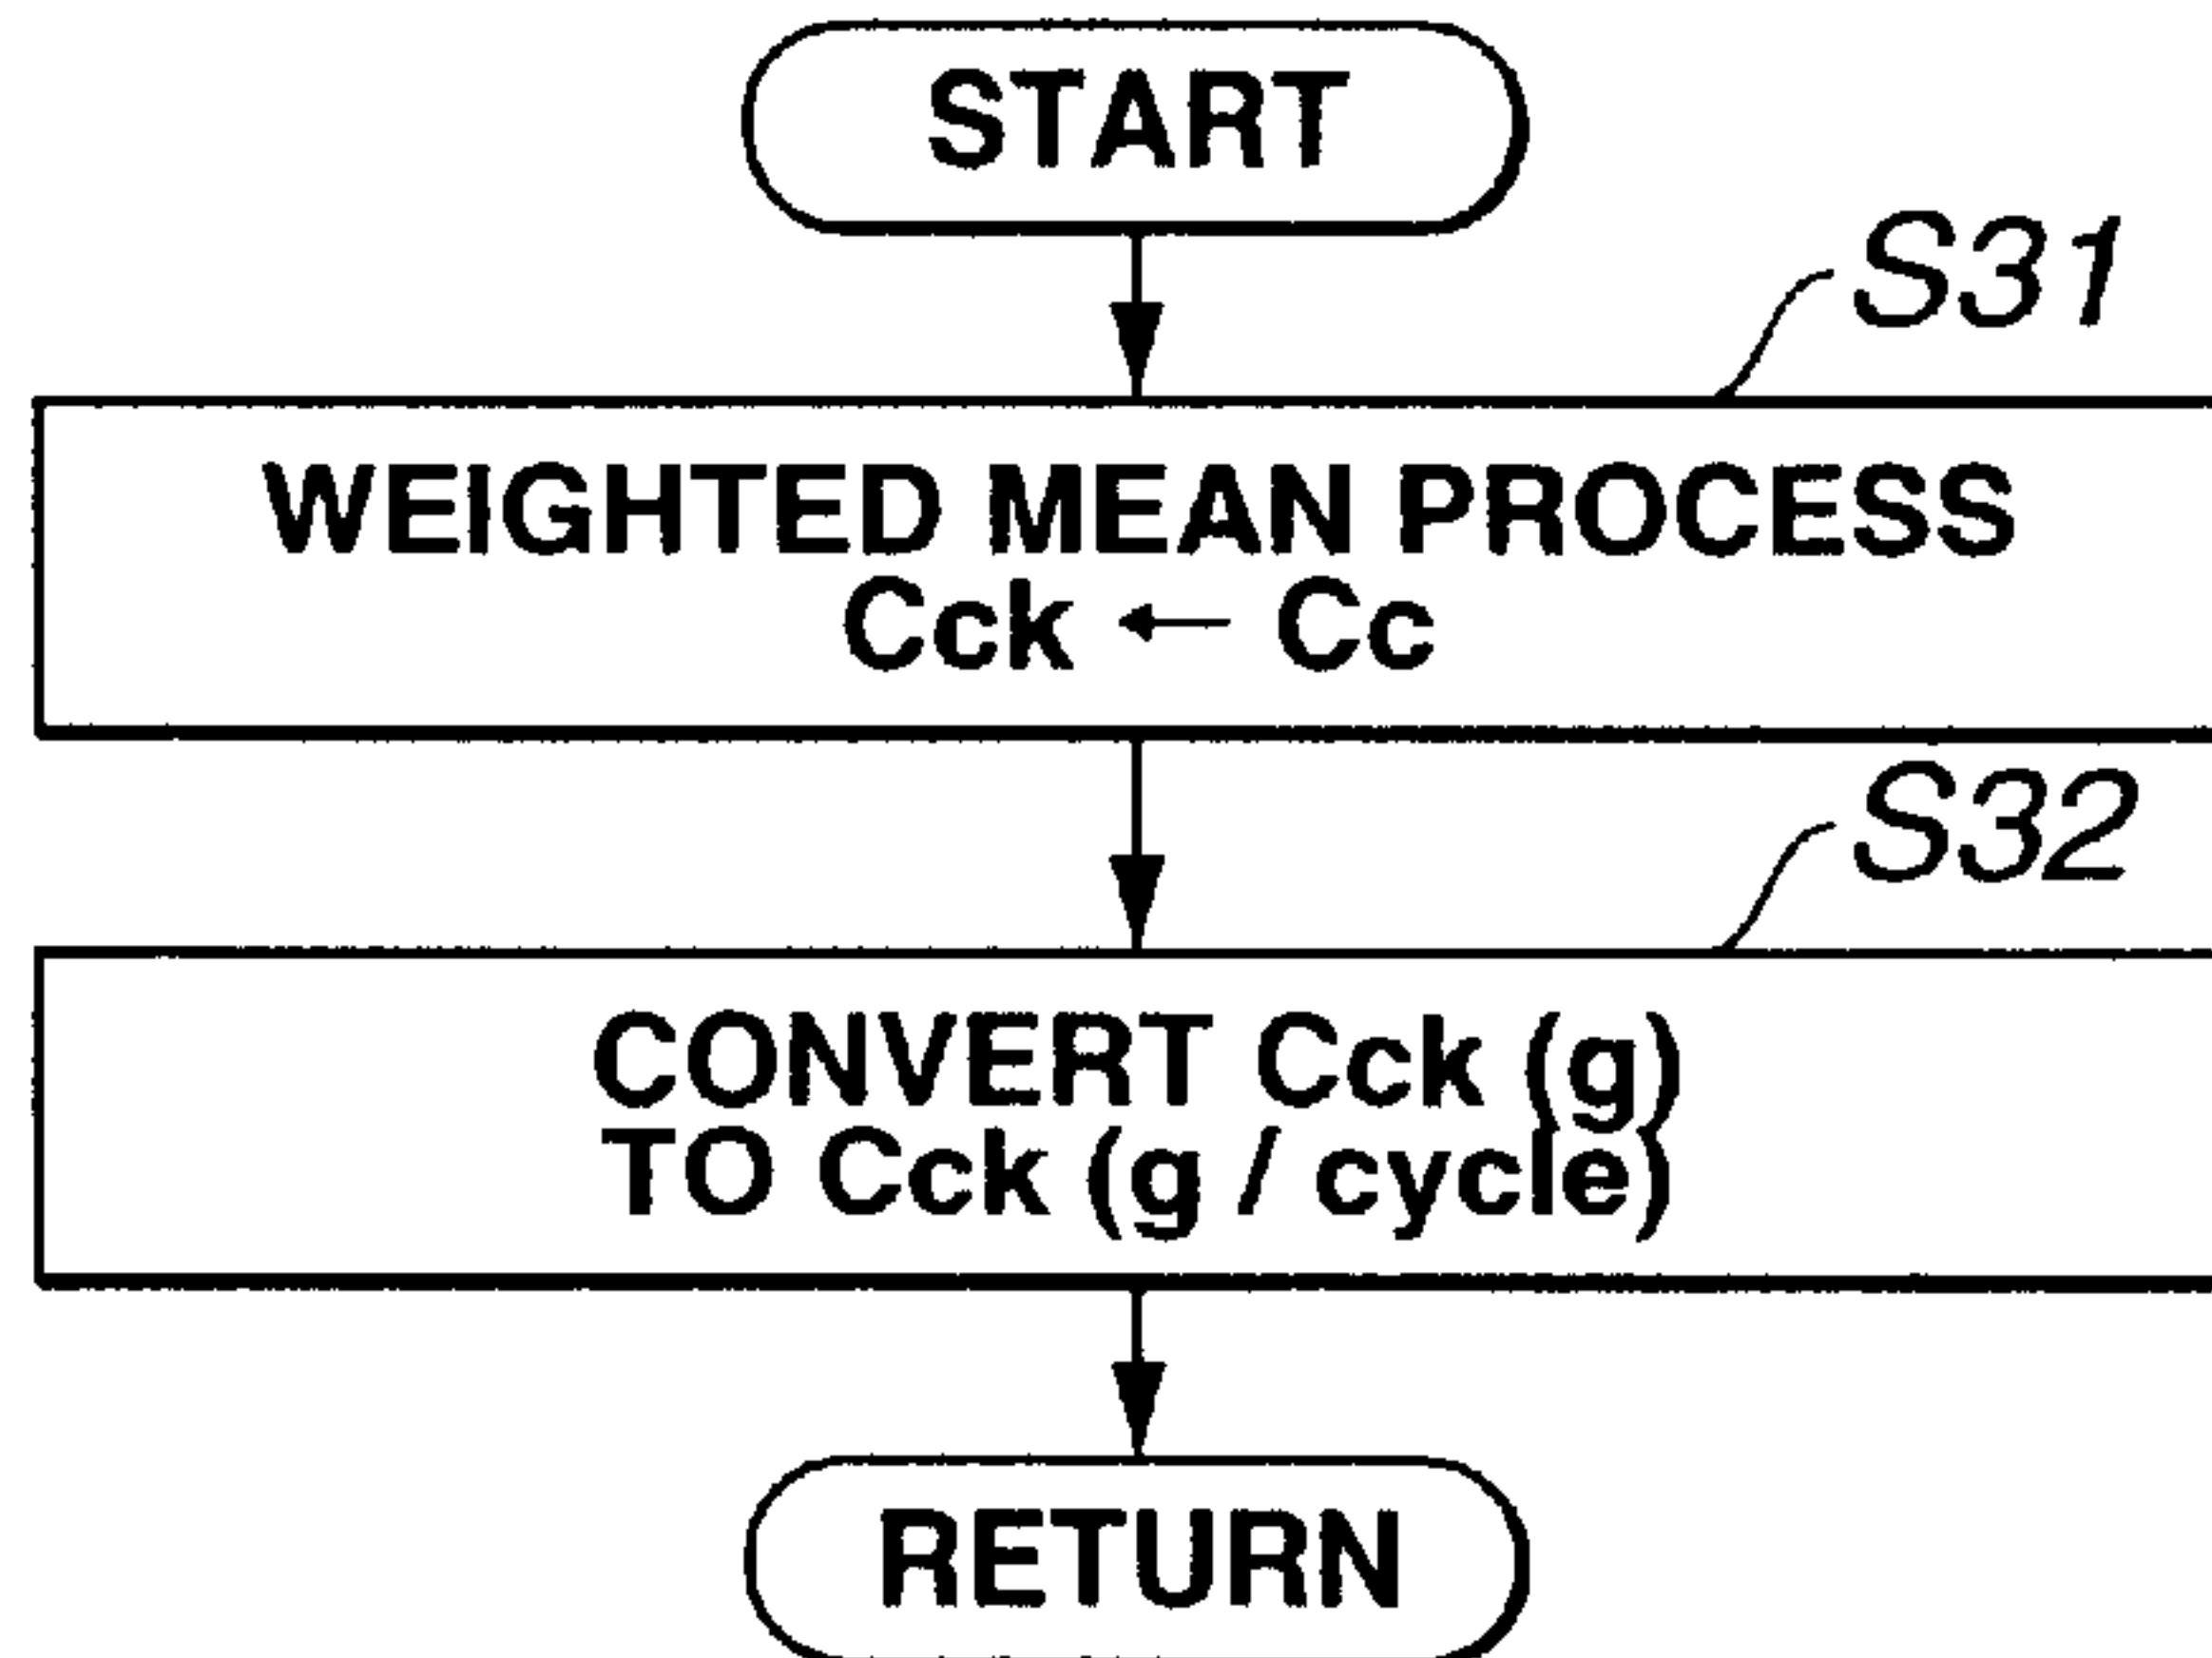 START
S31
WEIGHTED MEAN PROCESS
Cck ← Cc
S32
CONVERT Cck (g)
TO Cck (g / cycle)
RETURN